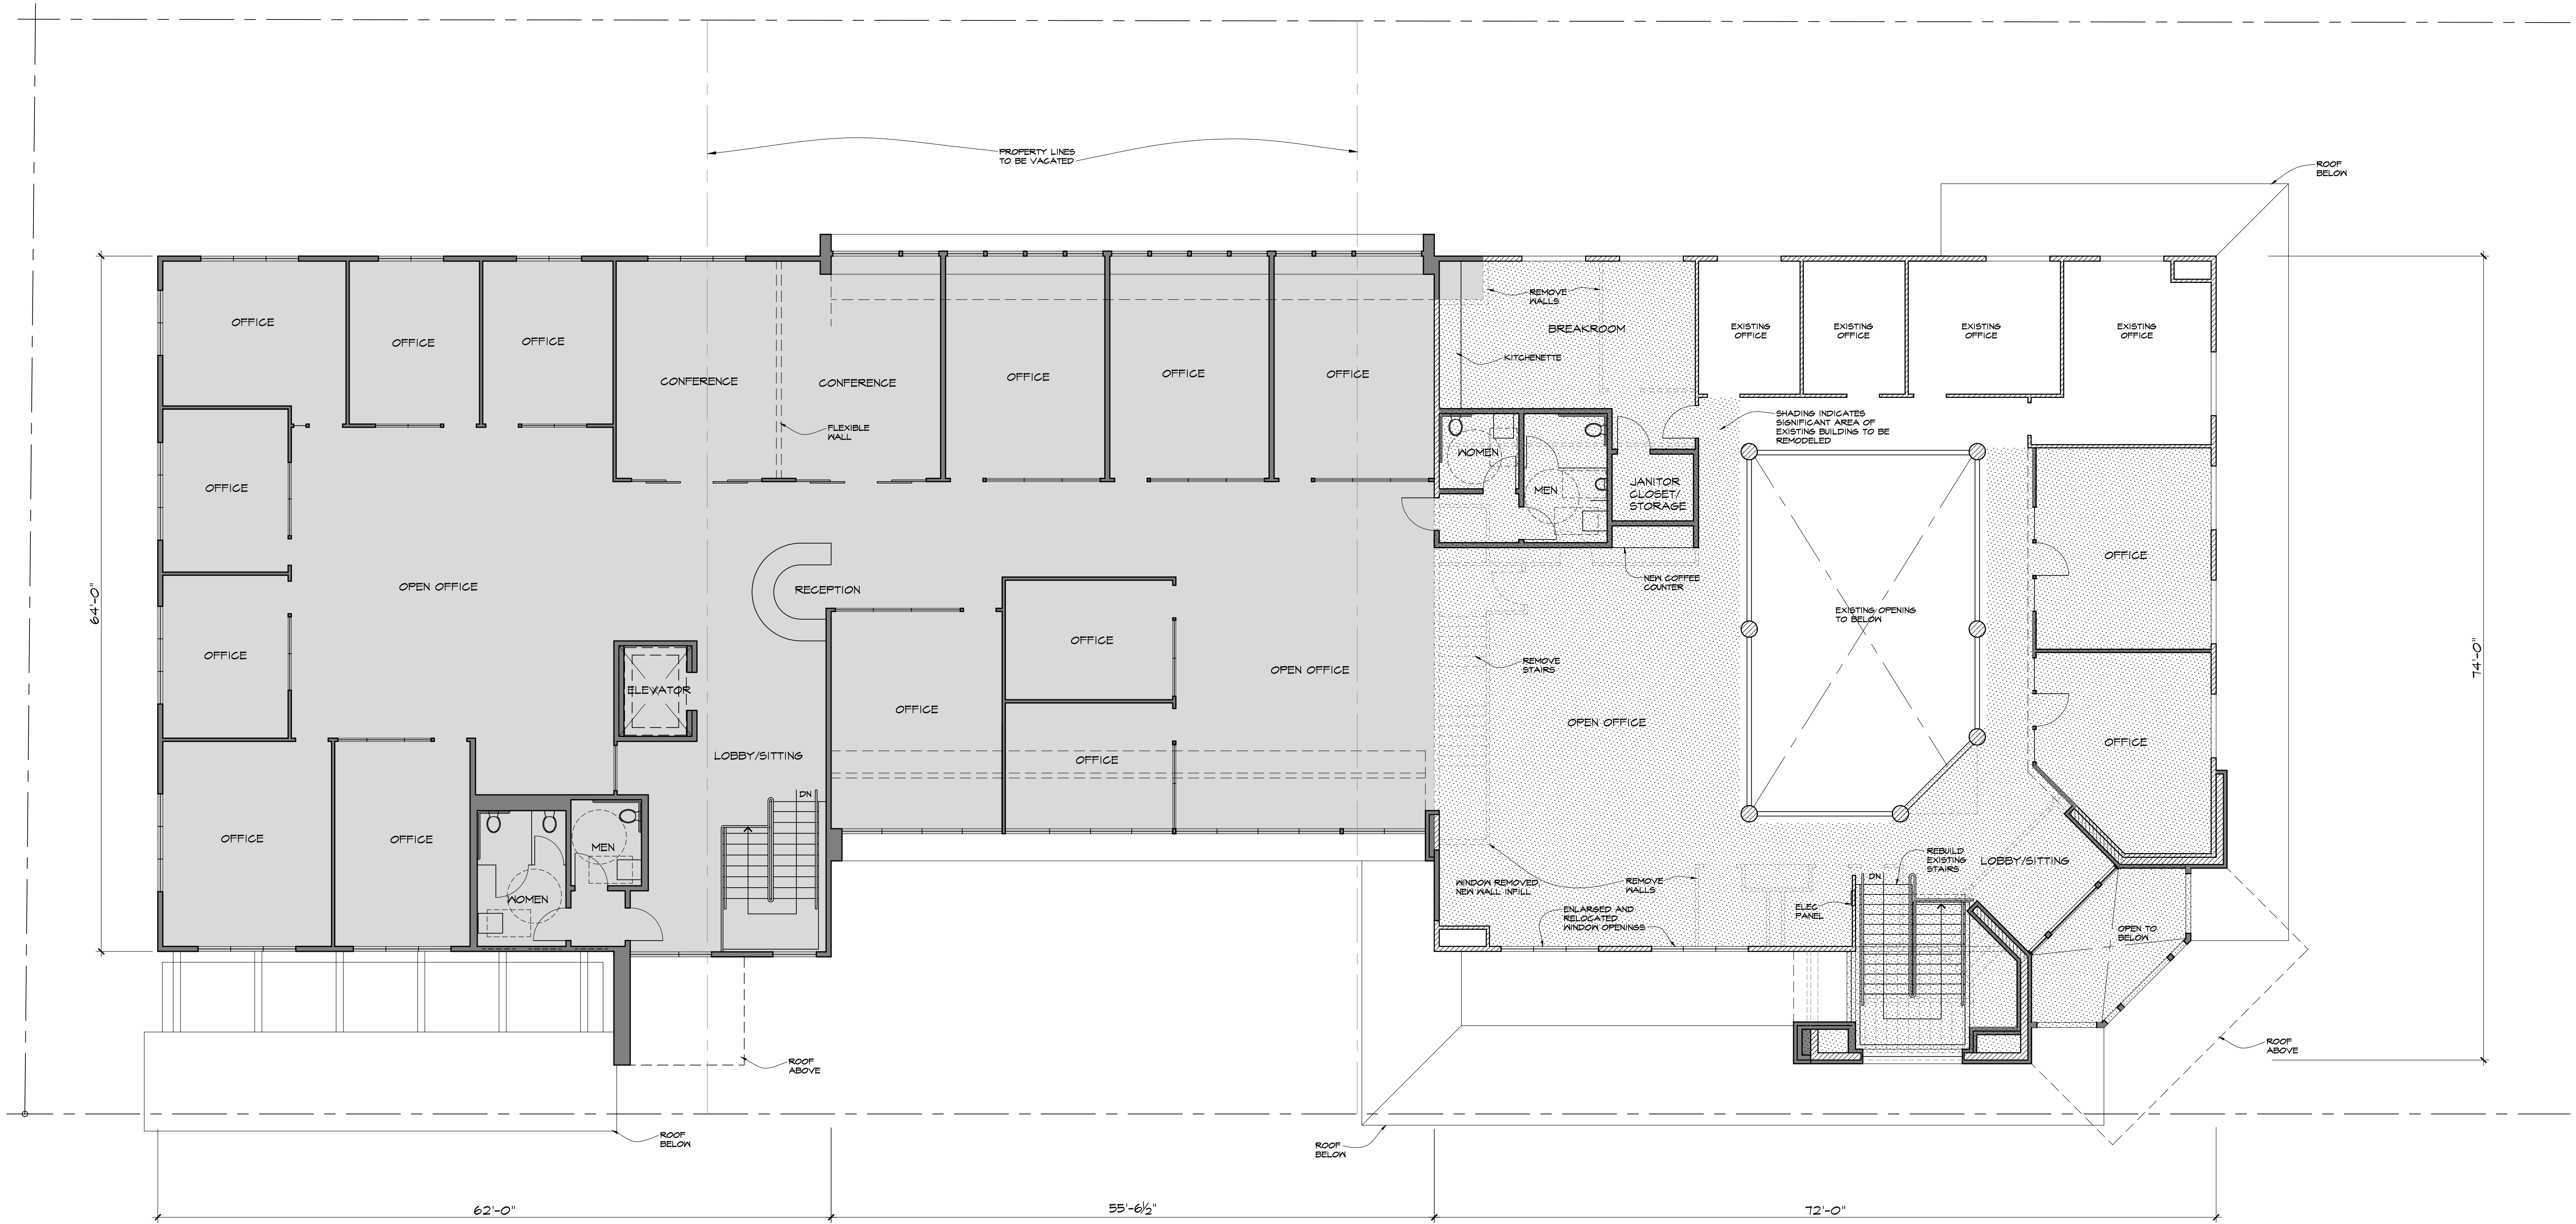 PROPERTY LINES
TO BE VACATED
ROOF
BELOW
OFFICE
OFFICE
OFFICE
CONFERENCE
CONFERENCE
FLEXIBLE
WALL
OFFICE
OFFICE
OFFICE
REMOVE
WALLS
BREAKROOM
KITCHENETTE
EXISTING
OFFICE
EXISTING
OFFICE
EXISTING
OFFICE
EXISTING
OFFICE
SHADING INDICATES
SIGNIFICANT AREA OF
EXISTING BUILDING TO BE
REMODELED
OFFICE
WOMEN
MEN
JANITOR
CLOSET/
STORAGE
64'-0"
OPEN OFFICE
RECEPTION
NEW COFFEE
COUNTER
OFFICE
EXISTING OPENING
TO BELOW
OFFICE
OFFICE
ELEVATOR
OPEN OFFICE
REMOVE
STAIRS
74'-0"
OFFICE
OPEN OFFICE
LOBBY/SITTING
OFFICE
OFFICE
DN
OFFICE
OFFICE
MEN
WOMEN
WINDOW REMOVED,
NEW WALL INFILL
REMOVE
WALLS
REBUILD
EXISTING
STAIRS
LOBBY/SITTING
DN
ELEC
PANEL
ENLARGED AND
RELOCATED
WINDOW OPENINGS
OPEN TO
BELOW
ROOF
ABOVE
ROOF
ABOVE
ROOF
BELOW
ROOF
BELOW
62'-0"
55'-6½"
72'-0"